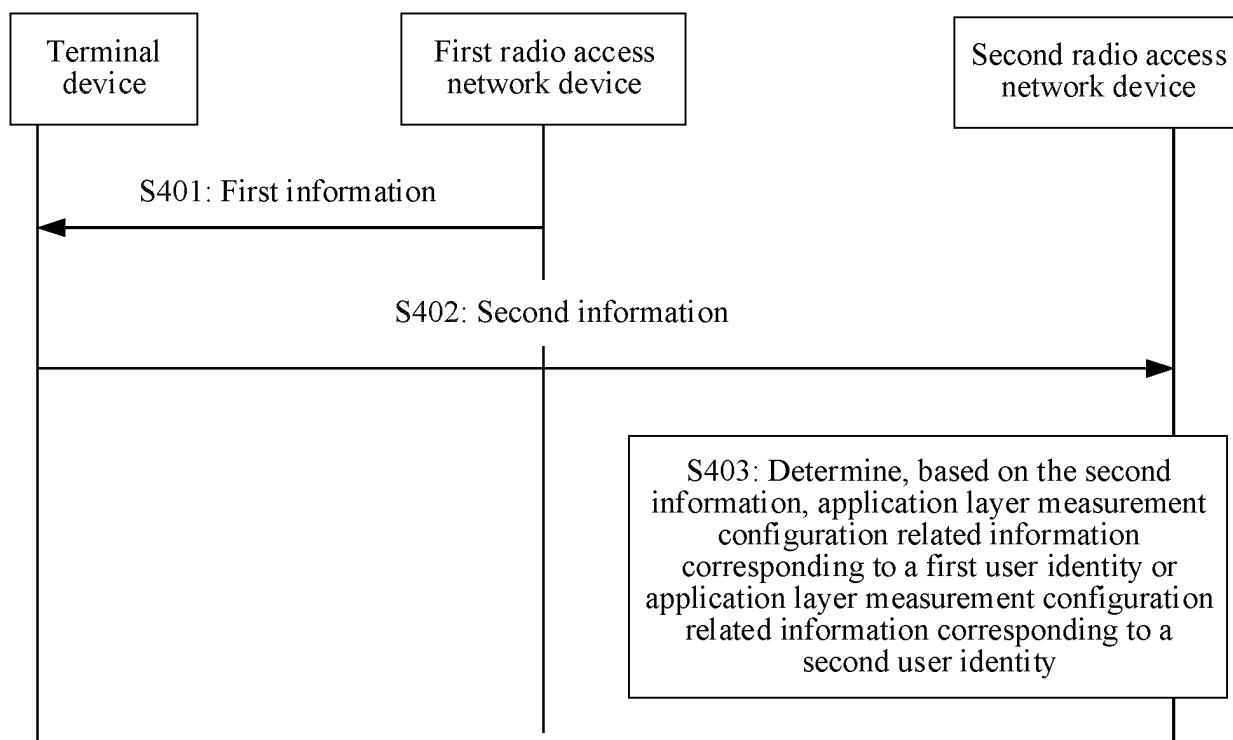 Terminal
device
First radio access
network device
Second radio access
network device
S401: First information
S402: Second information
S403: Determine, based on the second
information, application layer measurement
configuration related information
corresponding to a first user identity or
application layer measurement configuration
related information corresponding to a
second user identity